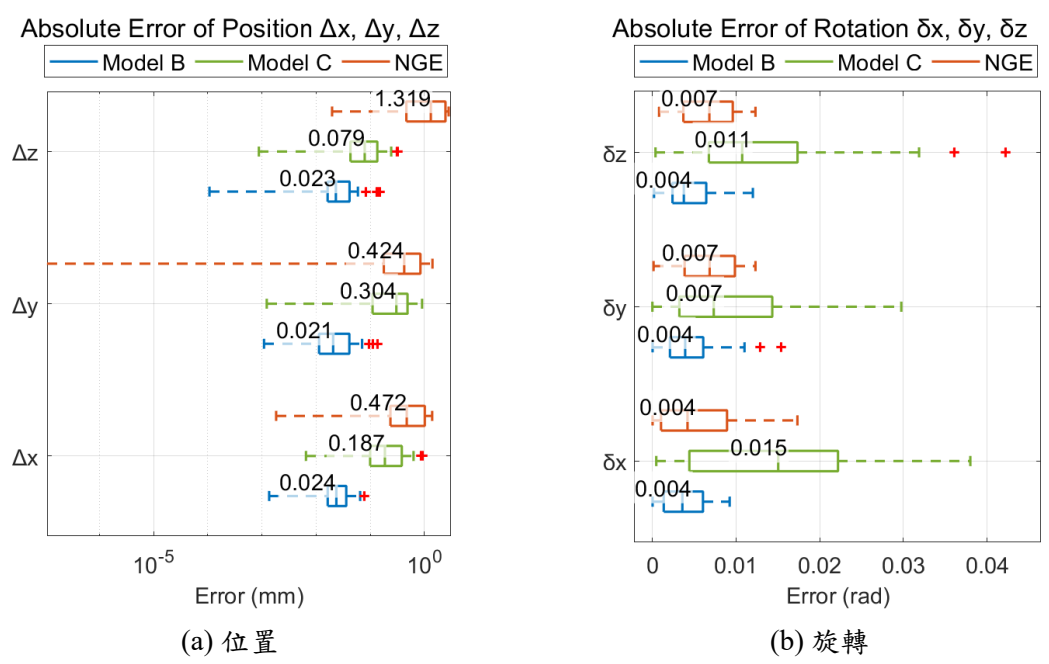 Absolute Error of Position Δx, Δy, Δz
Model B Model C NGE
1.319
0.079
Δz
0.023
0.424
0.304
Δy
0.021
0.472
0.187
Δx
0.024
10^-5 10^0
Error (mm)
(a) 位置
Absolute Error of Rotation δx, δy, δz
Model B Model C NGE
0.007
0.011
δz
0.004
0.007
0.007
δy
0.004
0.004
0.015
δx
0.004
0 0.01 0.02 0.03 0.04
Error (rad)
(b) 旋轉